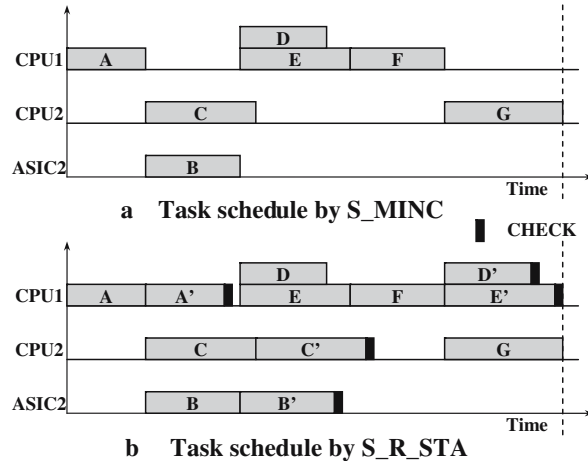 D
CPU1 A E F
CPU2 C G
ASIC2 B
Time
a Task schedule by S_MINC
CHECK
D D’
CPU1 A A’ E F E’
CPU2 C C’ G
ASIC2 B B’
Time
b Task schedule by S_R_STA